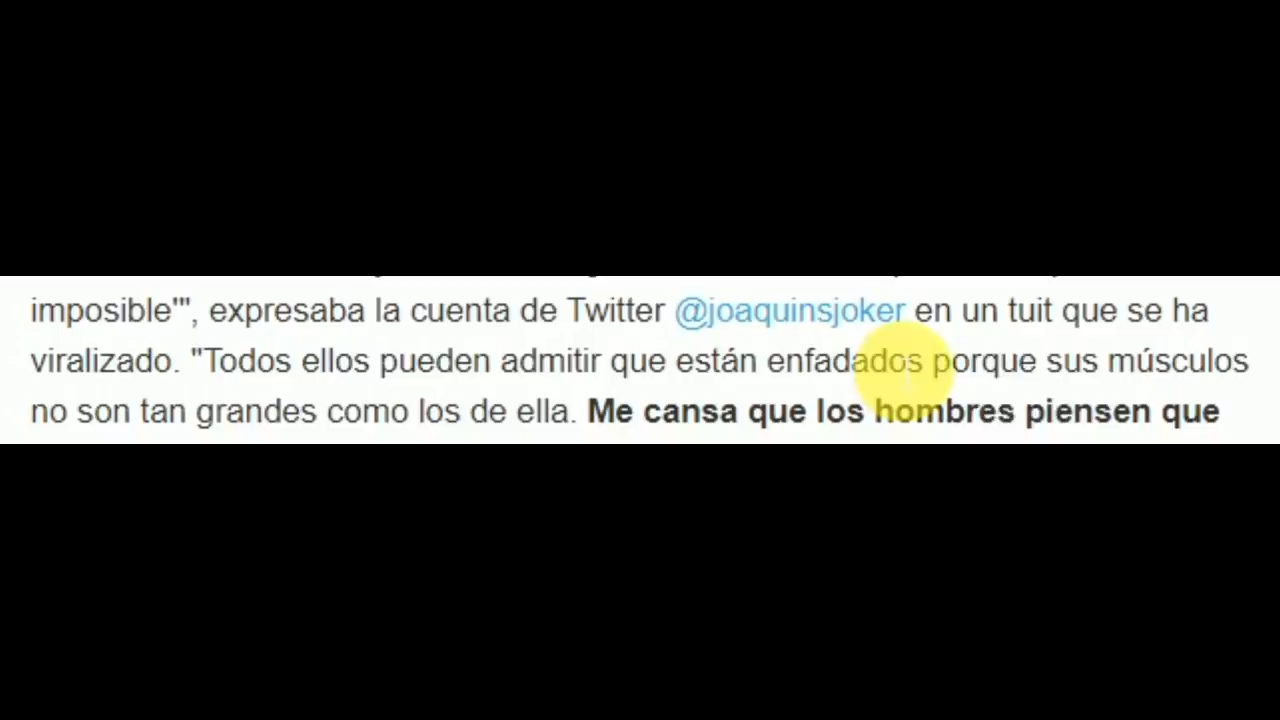 imposible'", expresaba la cuenta de Twitter @joaquinsjoker en un tuit que se ha
viralizado. "Todos ellos pueden admitir que están enfadados porque sus músculos
no son tan grandes como los de ella. Me cansa que los hombres piensen que